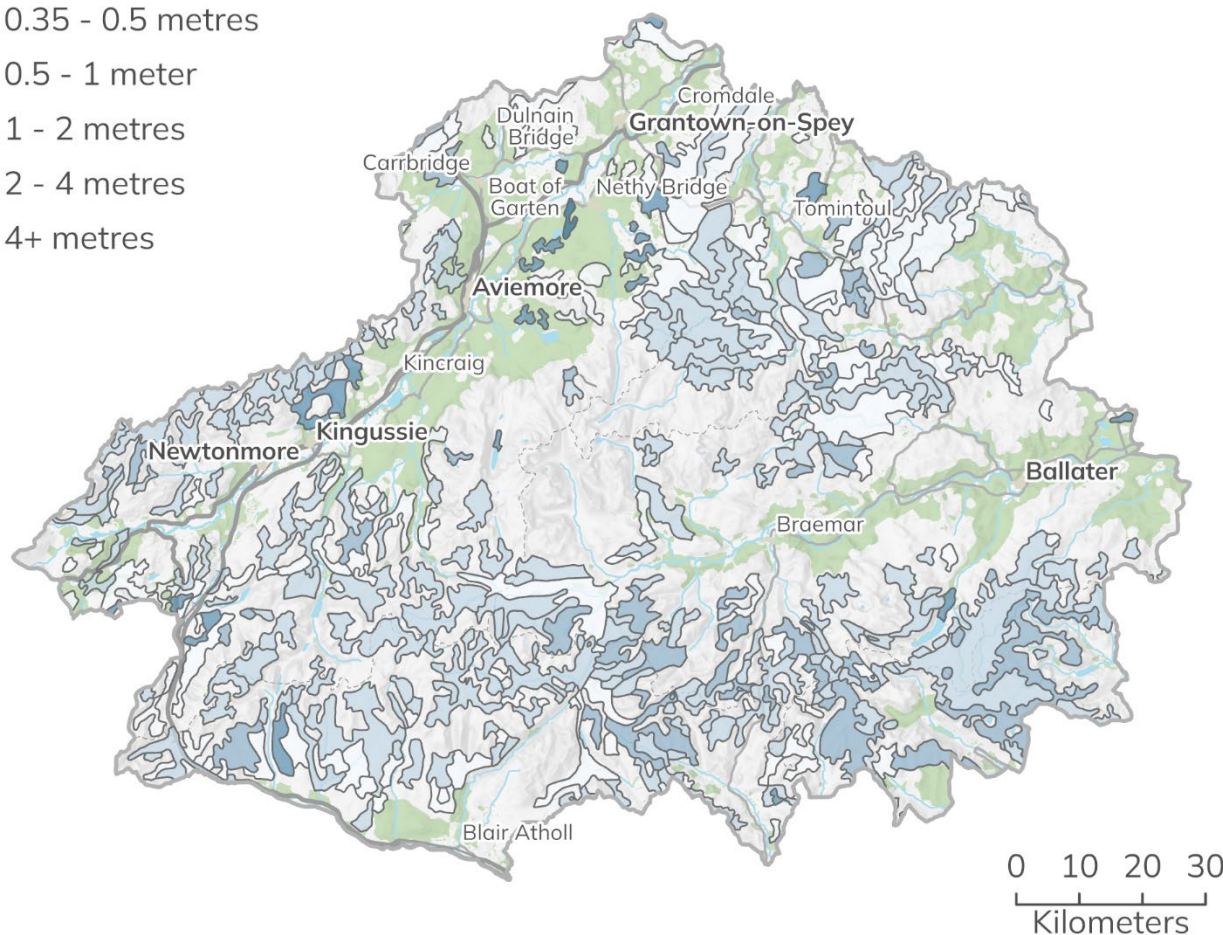 0.35 - 0.5 metres
0.5 - 1 meter
1 - 2 metres
2 - 4 metres
4+ metres
Cromdale
Dulnain
Bridge
Grantown-on-Spey
Carrbridge
Boat of
Garten
Nethy Bridge
Tomintoul
Aviemore
Kincraig
Kingussie
Newtonmore
Ballater
Braemar
Blair Atholl
0 10 20 30
Kilometers